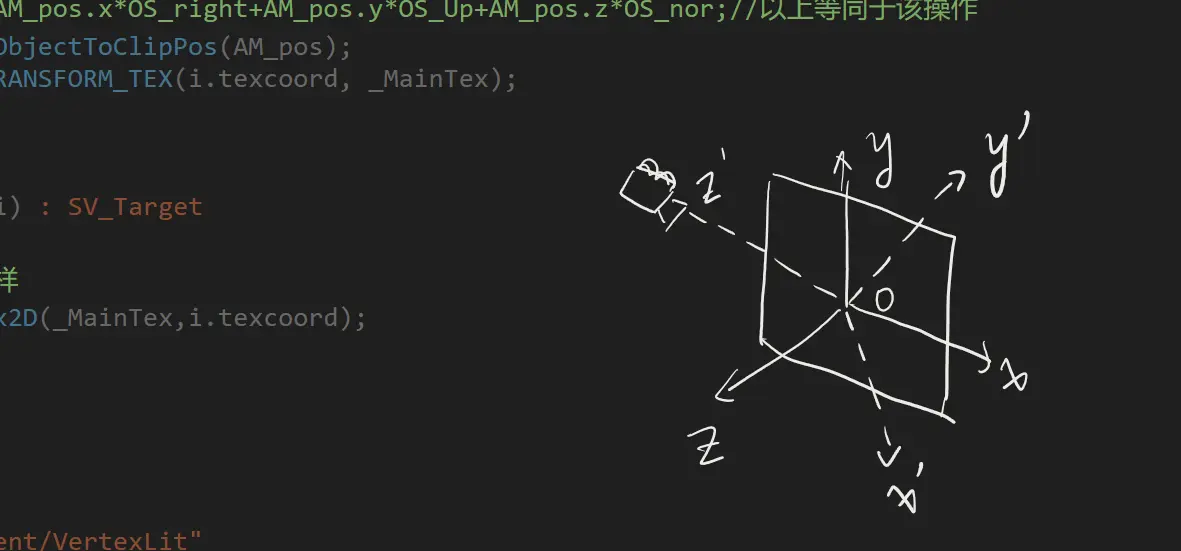 AM_pos.x*OS_right+AM_pos.y*OS_Up+AM_pos.z*OS_nor;//以上等同于该操作
ObjectToClipPos(AM_pos);
RANSFORM_TEX(i.texcoord, _MainTex);
i) : SV_Target
样
x2D(_MainTex,i.texcoord);
ent/VertexLit"
y
y'
z'
O
x
z
x'